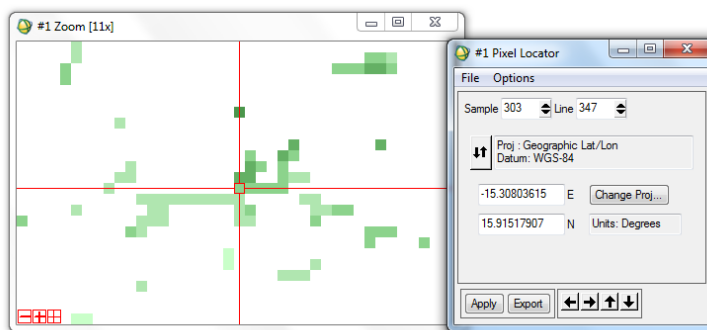 #1 Zoom [11x]
#1 Pixel Locator
File Options
Sample 303 Line 347
Proj : Geographic Lat/Lon
Datum: WGS-84
-15.30803615 E Change Proj...
15.91517907 N Units: Degrees
Apply Export